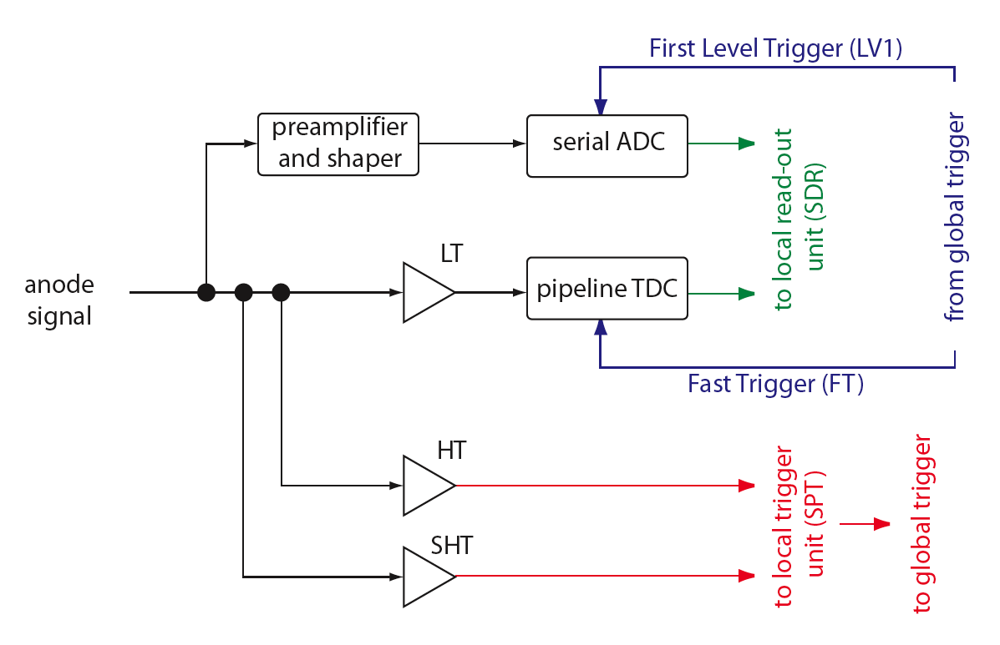 First Level Trigger (LV1)
preamplifier
and shaper
serial ADC
to local read-out
unit (SDR)
from global trigger
LT
anode
signal
pipeline TDC
Fast Trigger (FT)
HT
SHT
to local trigger
unit (SPT)
to global trigger